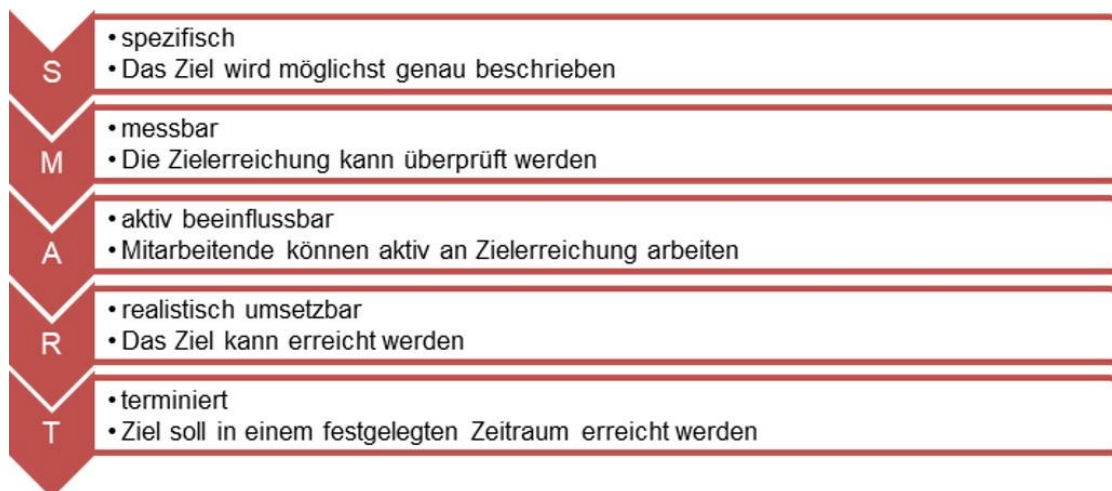 S
• spezifisch
• Das Ziel wird möglichst genau beschrieben
M
• messbar
• Die Zielerreichung kann überprüft werden
A
• aktiv beeinflussbar
• Mitarbeitende können aktiv an Zielerreichung arbeiten
R
• realistisch umsetzbar
• Das Ziel kann erreicht werden
T
• terminiert
• Ziel soll in einem festgelegten Zeitraum erreicht werden